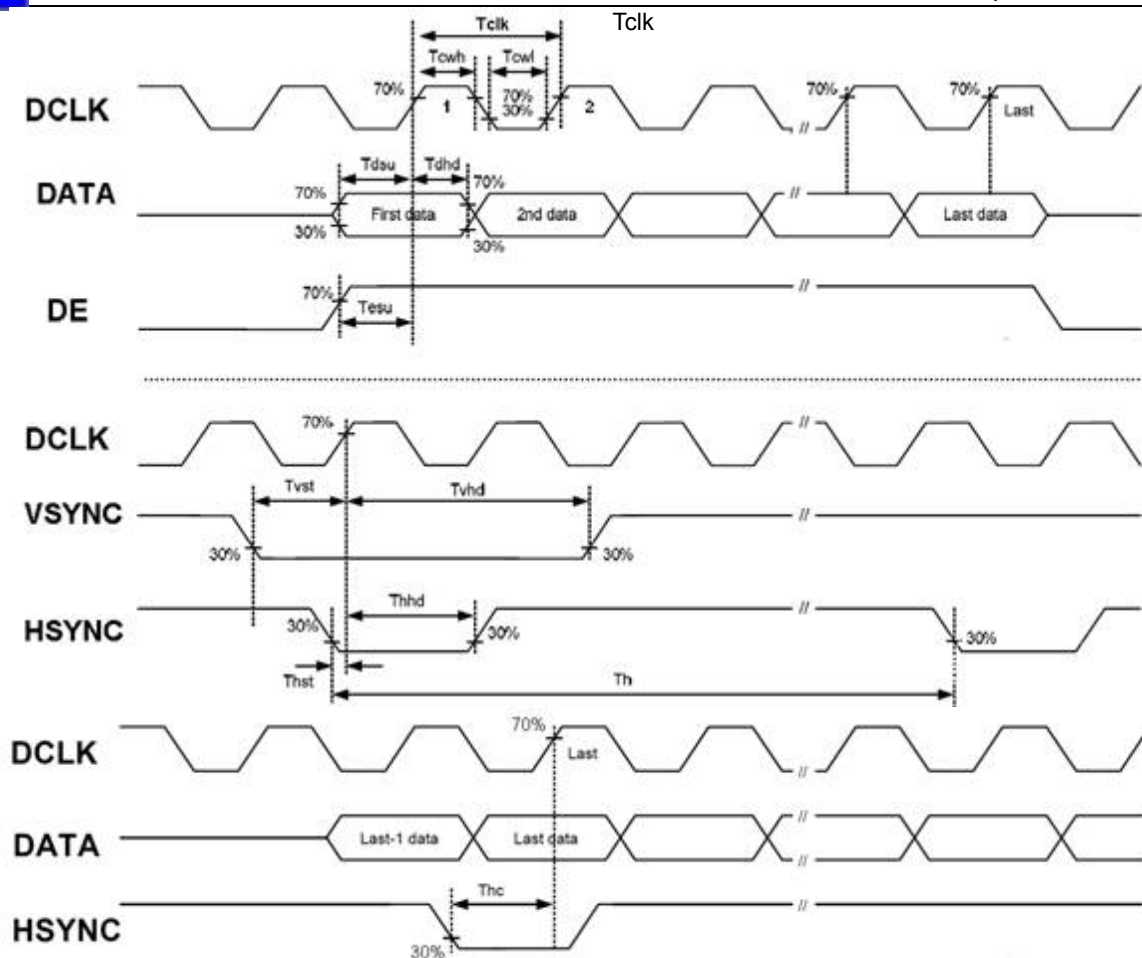 Tclk
Tclk
Tcwh Tcwl
DCLK 70% 1 70% 30% 2 70% 70% Last
Tdsu Tdhd
DATA 70% 70%
First data 2nd data // Last data
30% 30%
DE 70% //
Tesu
DCLK 70% //
Tvst Tvhd
VSYNC //
30% 30%
Thhd
HSYNC 30% 30% // 30%
Thst Th
70%
DCLK Last //
DATA Last-1 data Last data //
Thc
HSYNC //
30%